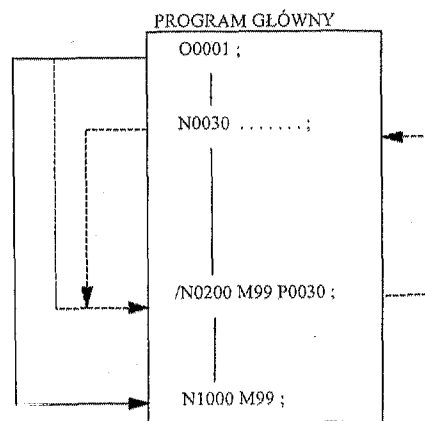 PROGRAM GŁÓWNY
O0001 ;
N0030 . . . . . . . ;
/N0200 M99 P0030 ;
N1000 M99 ;